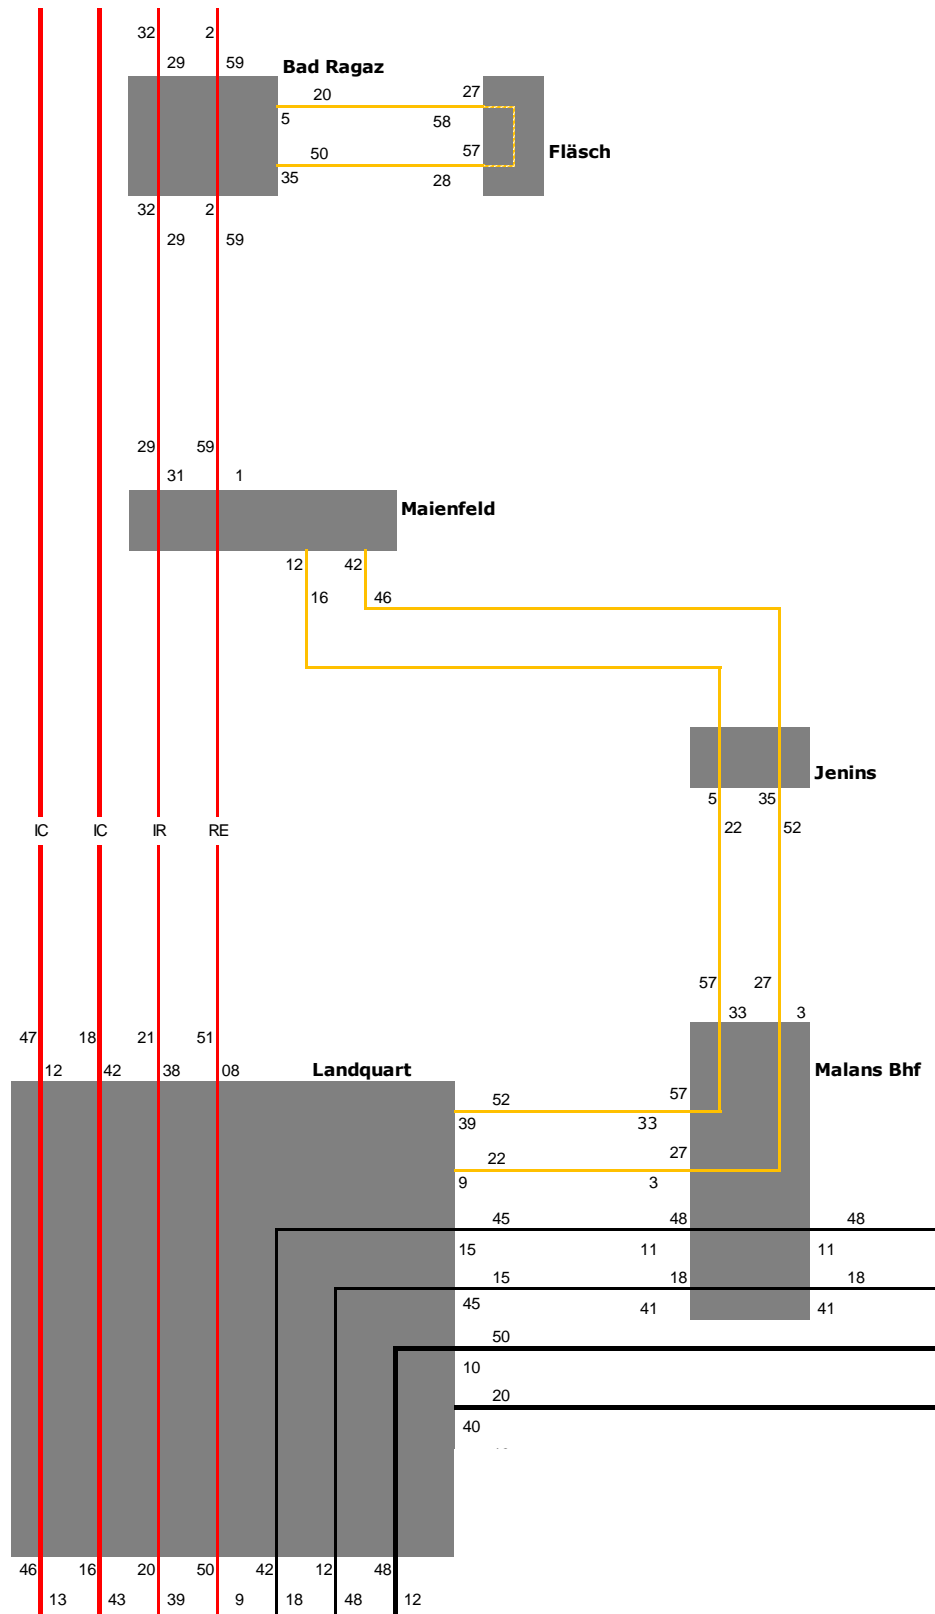 32 2
29 59 Bad Ragaz
20 27
5 58
50 57 Fläsch
35 28
32 2
29 59
29 59
31 1
Maienfeld
12 42
16 46
Jenins
5 35
IC IC IR RE 22 52
57 27
33 3
47 18 21 51
12 42 38 08 Landquart Malans Bhf
52 57
39 33
22 27
9 3
45 48 48
15 11 11
15 18 18
45 41 41
50
10
20
40
46 16 20 50 42 12 48
13 43 39 9 18 48 12